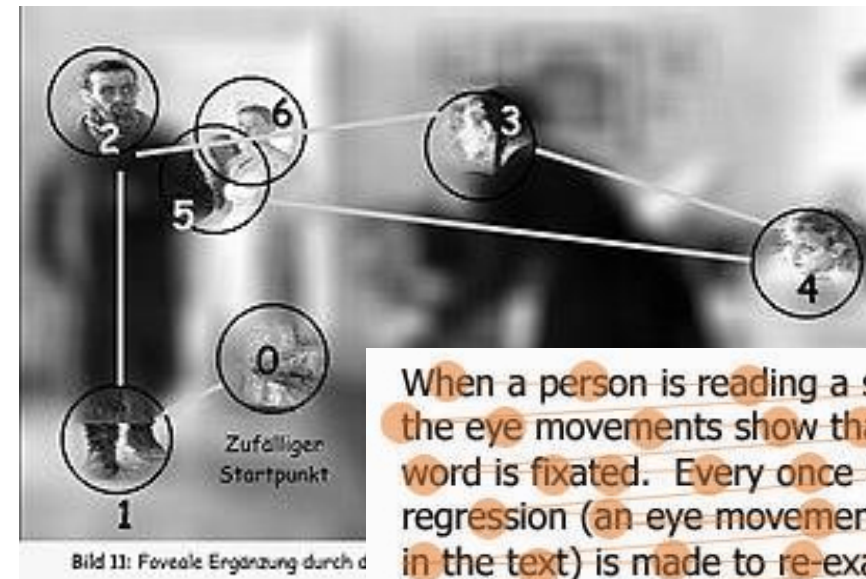 2
6
3
5
4
0
Zufälliger
Startpunkt
1
Bild 11: Foveale Ergänzung durch d
When a person is reading a
the eye movements show tha
word is fixated. Every once
regression (an eye movemen
in the text) is made to re-exa